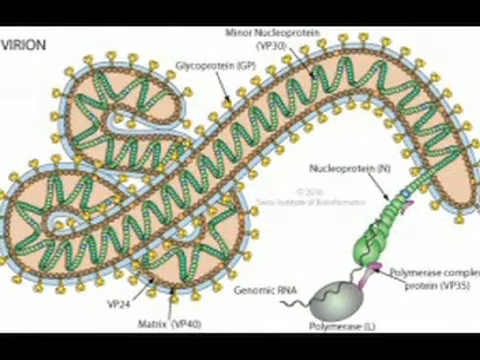 VIRION
Minor Nucleoprotein
(VP30)
Glycoprotein (GP)
Nucleoprotein (N)
© 2010
Swiss Institute of Bioinformatics
Polymerase complex
protein (VP35)
Genomic RNA
VP24
Matrix (VP40)
Polymerase (L)